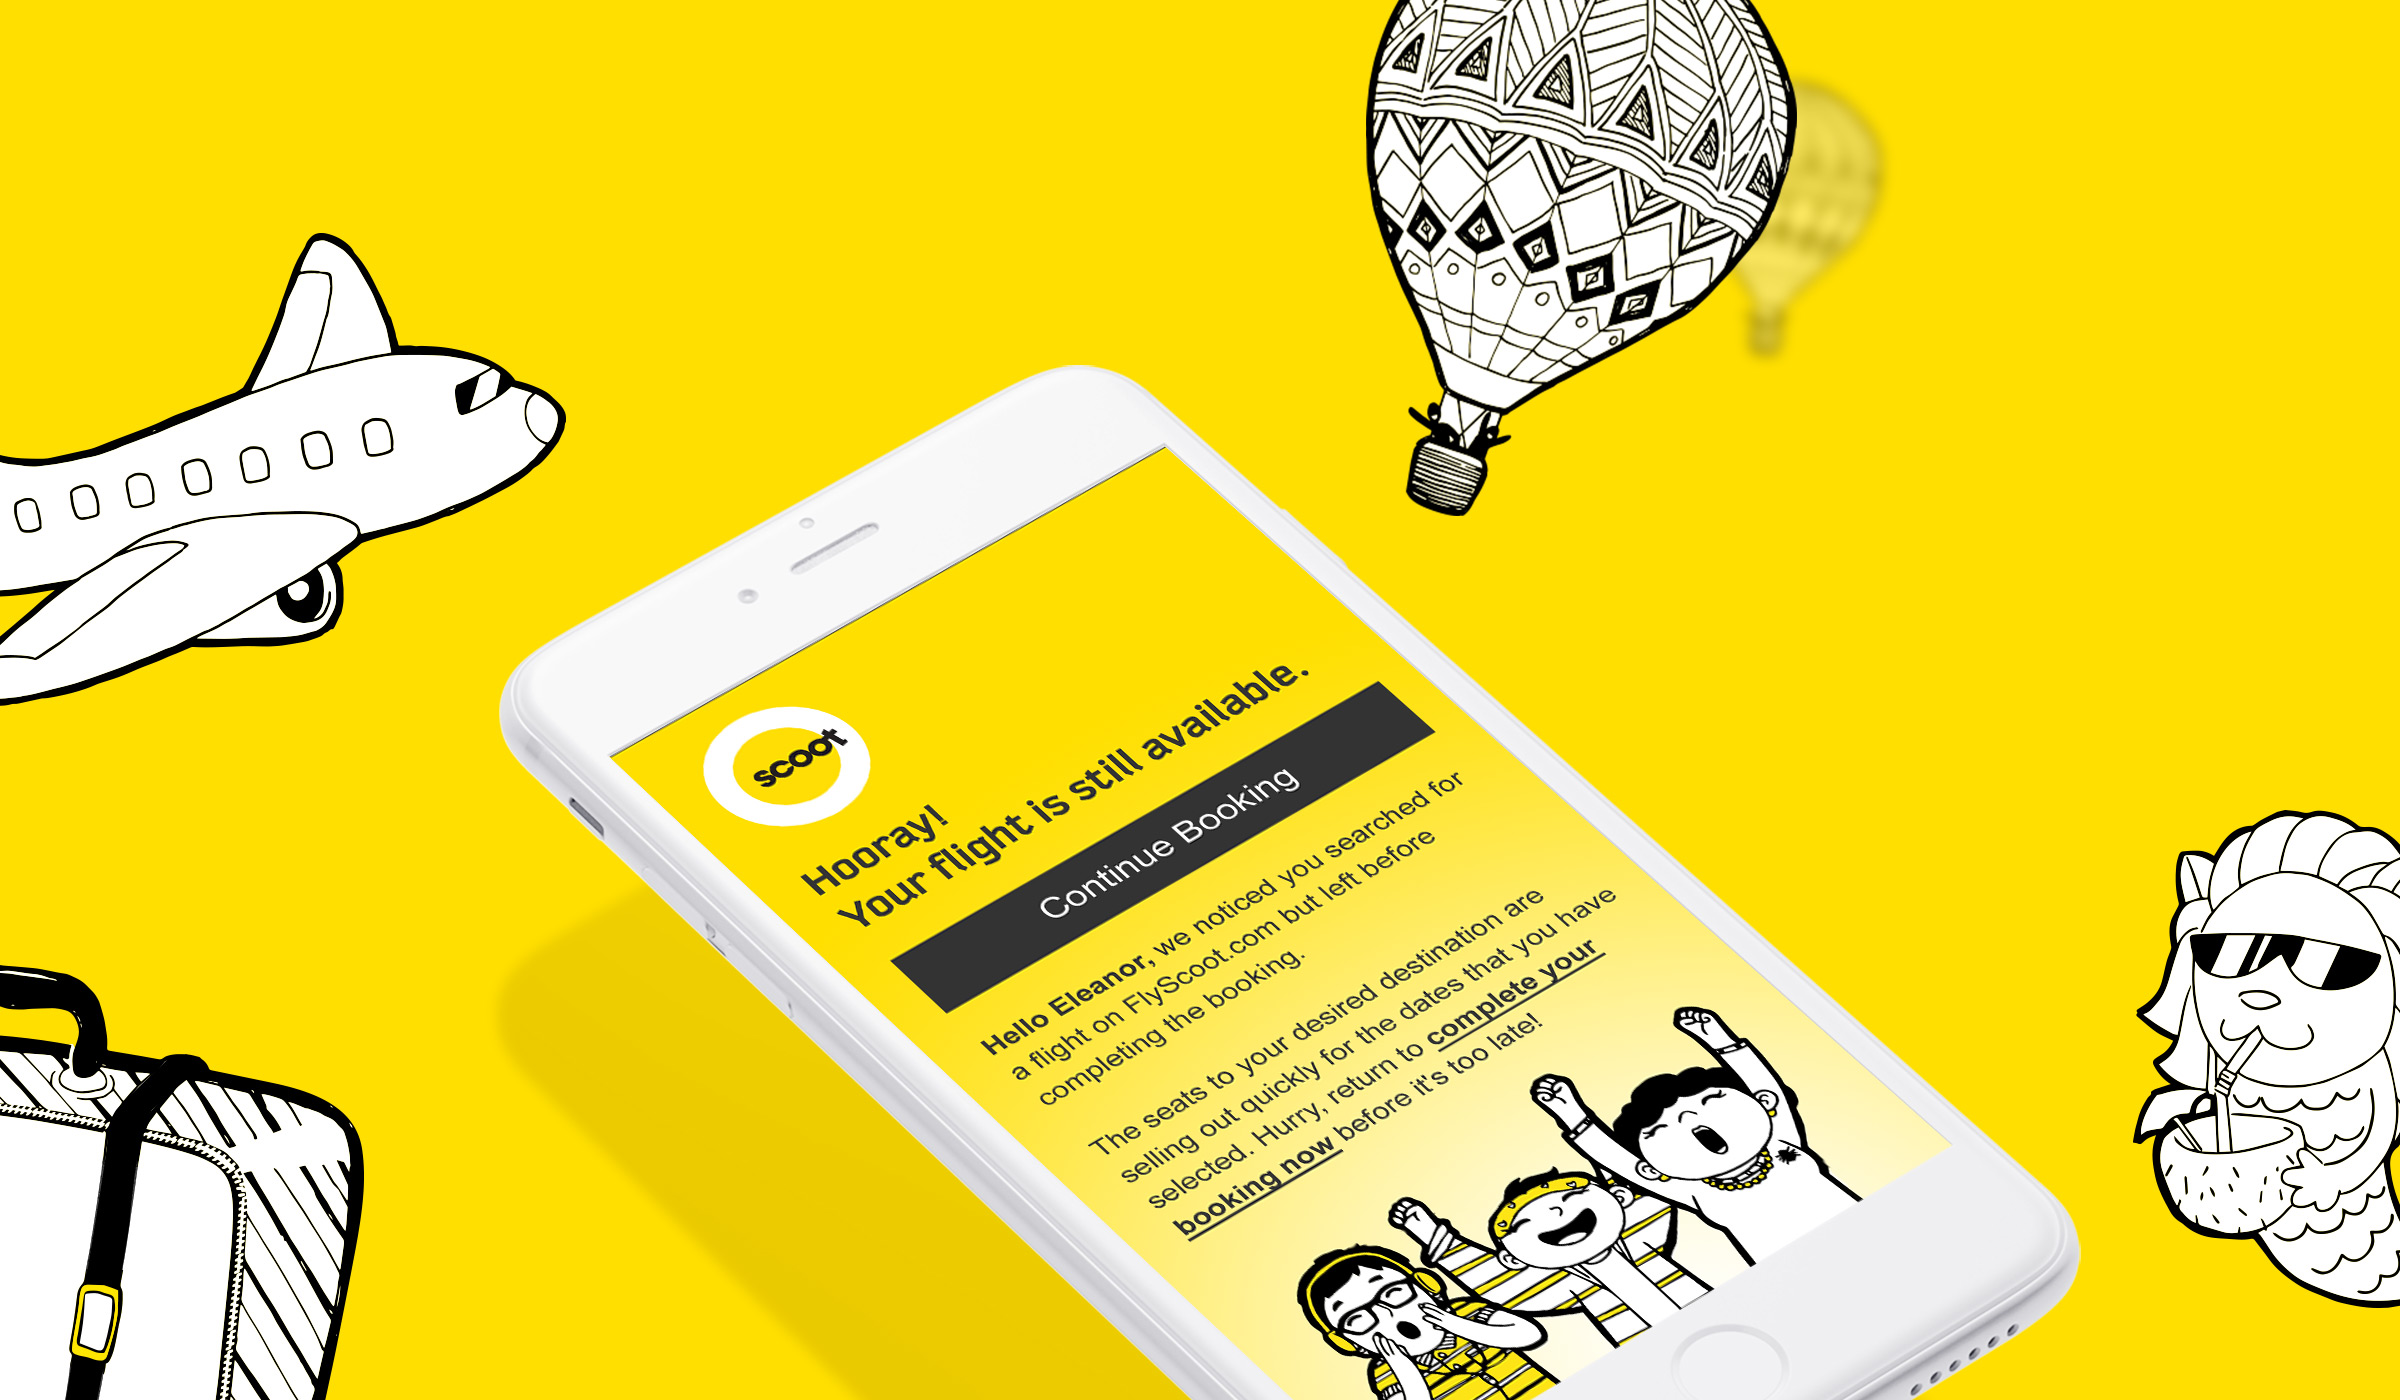 scoot
Hooray!
Your flight is still available.
Continue Booking
Hello Eleanor, we noticed you searched for
a flight on FlyScoot.com but left before
completing the booking.
The seats to your desired destination are
selling out quickly for the dates that you have
selected. Hurry, return to complete your
booking now before it's too late!